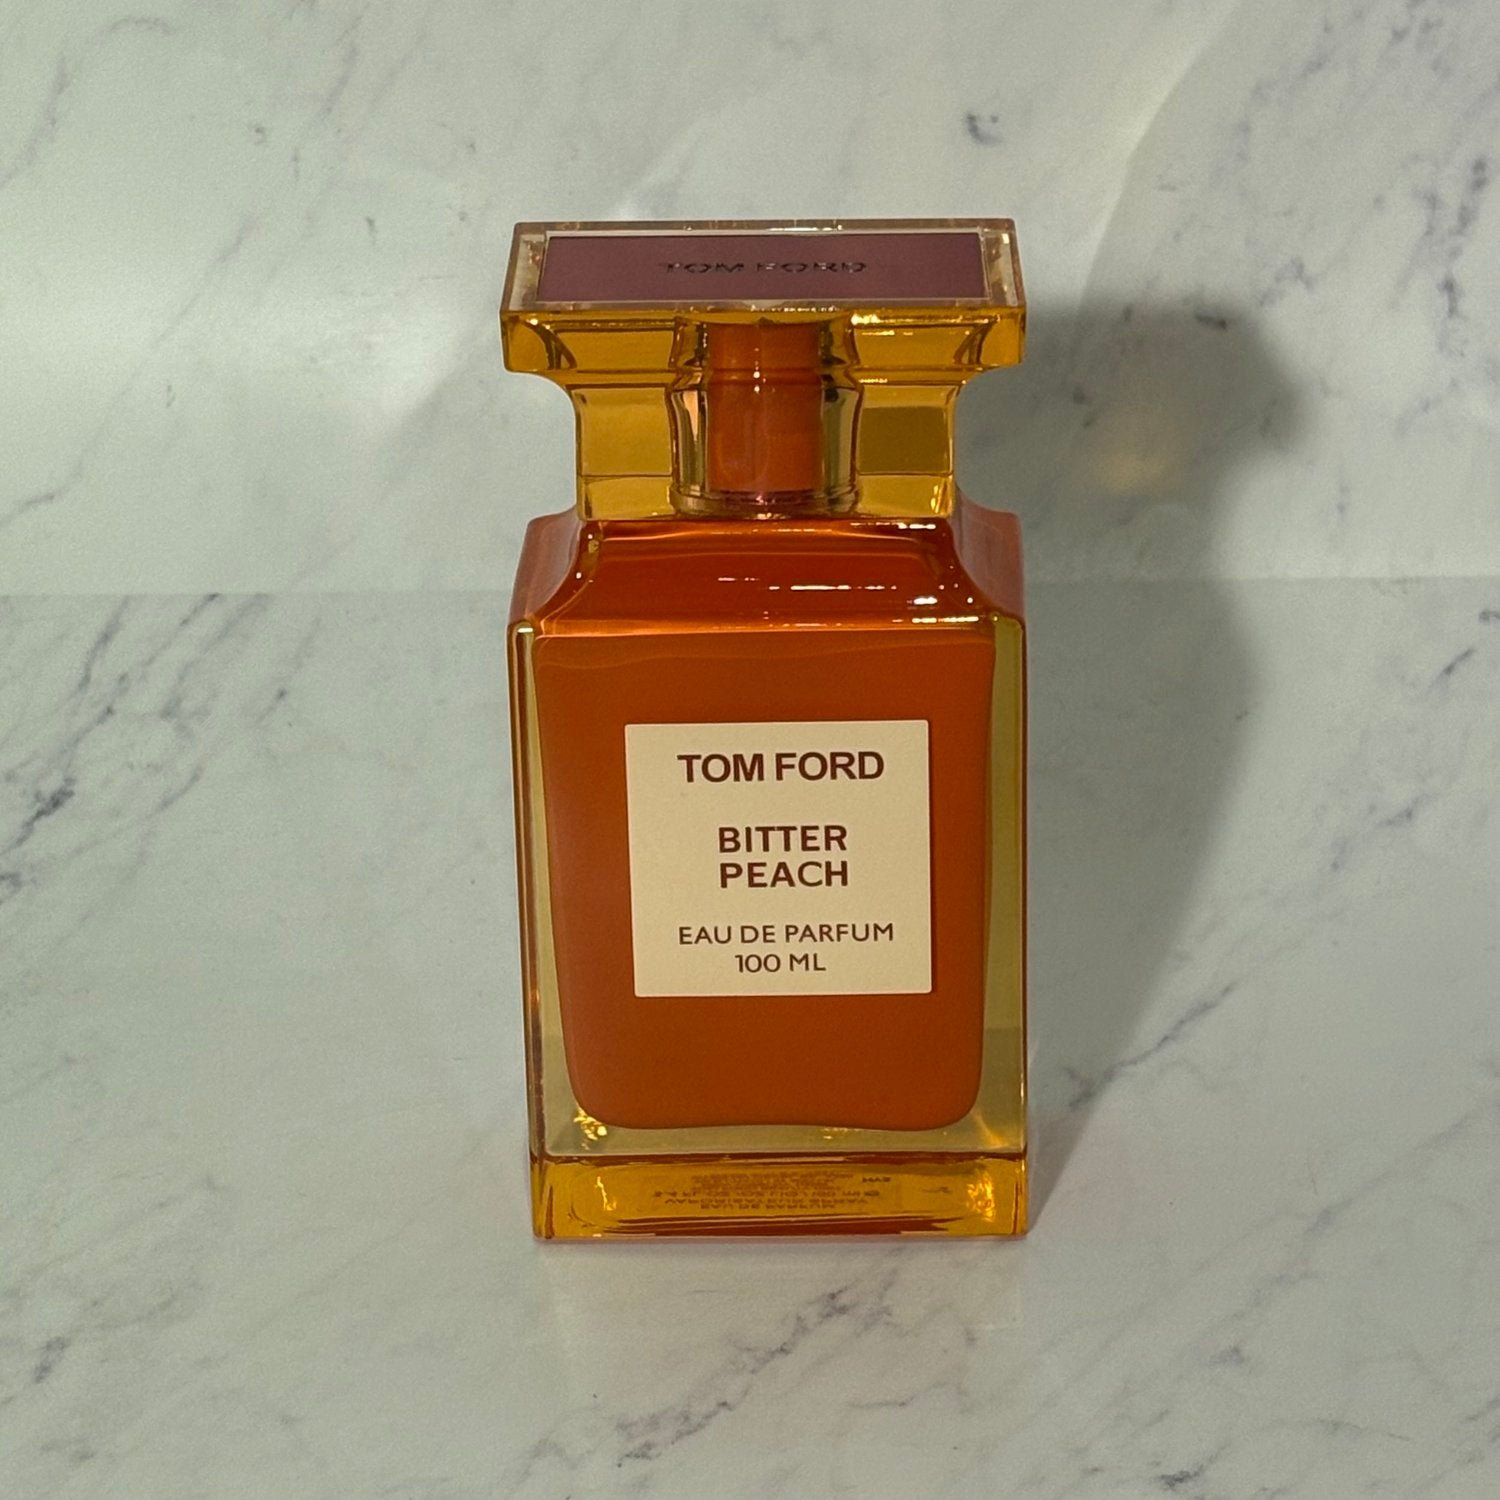 TOM FORD
TOM FORD
BITTER
PEACH
EAU DE PARFUM
100 ML